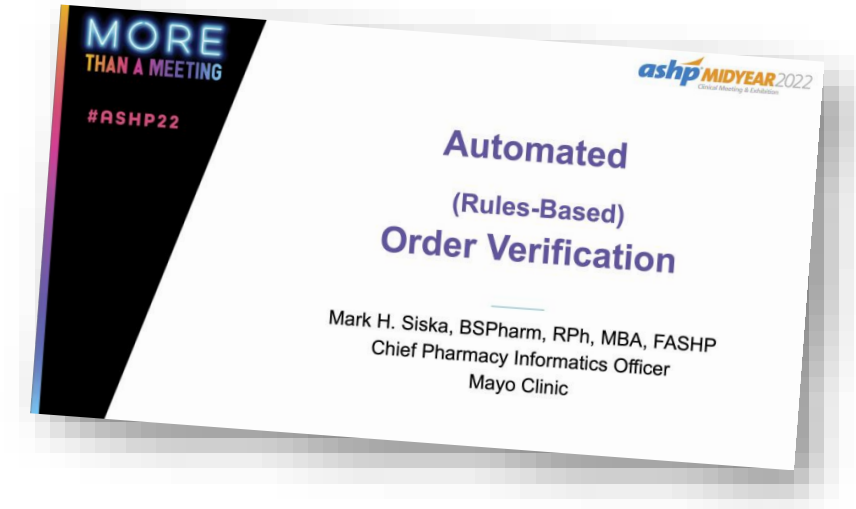 MORE
THAN A MEETING
#ASHP22
ashp MIDYEAR2022
Clinical Meeting & Exhibition
Automated
(Rules-Based)
Order Verification
Mark H. Siska, BSPharm, RPh, MBA, FASHP
Chief Pharmacy Informatics Officer
Mayo Clinic